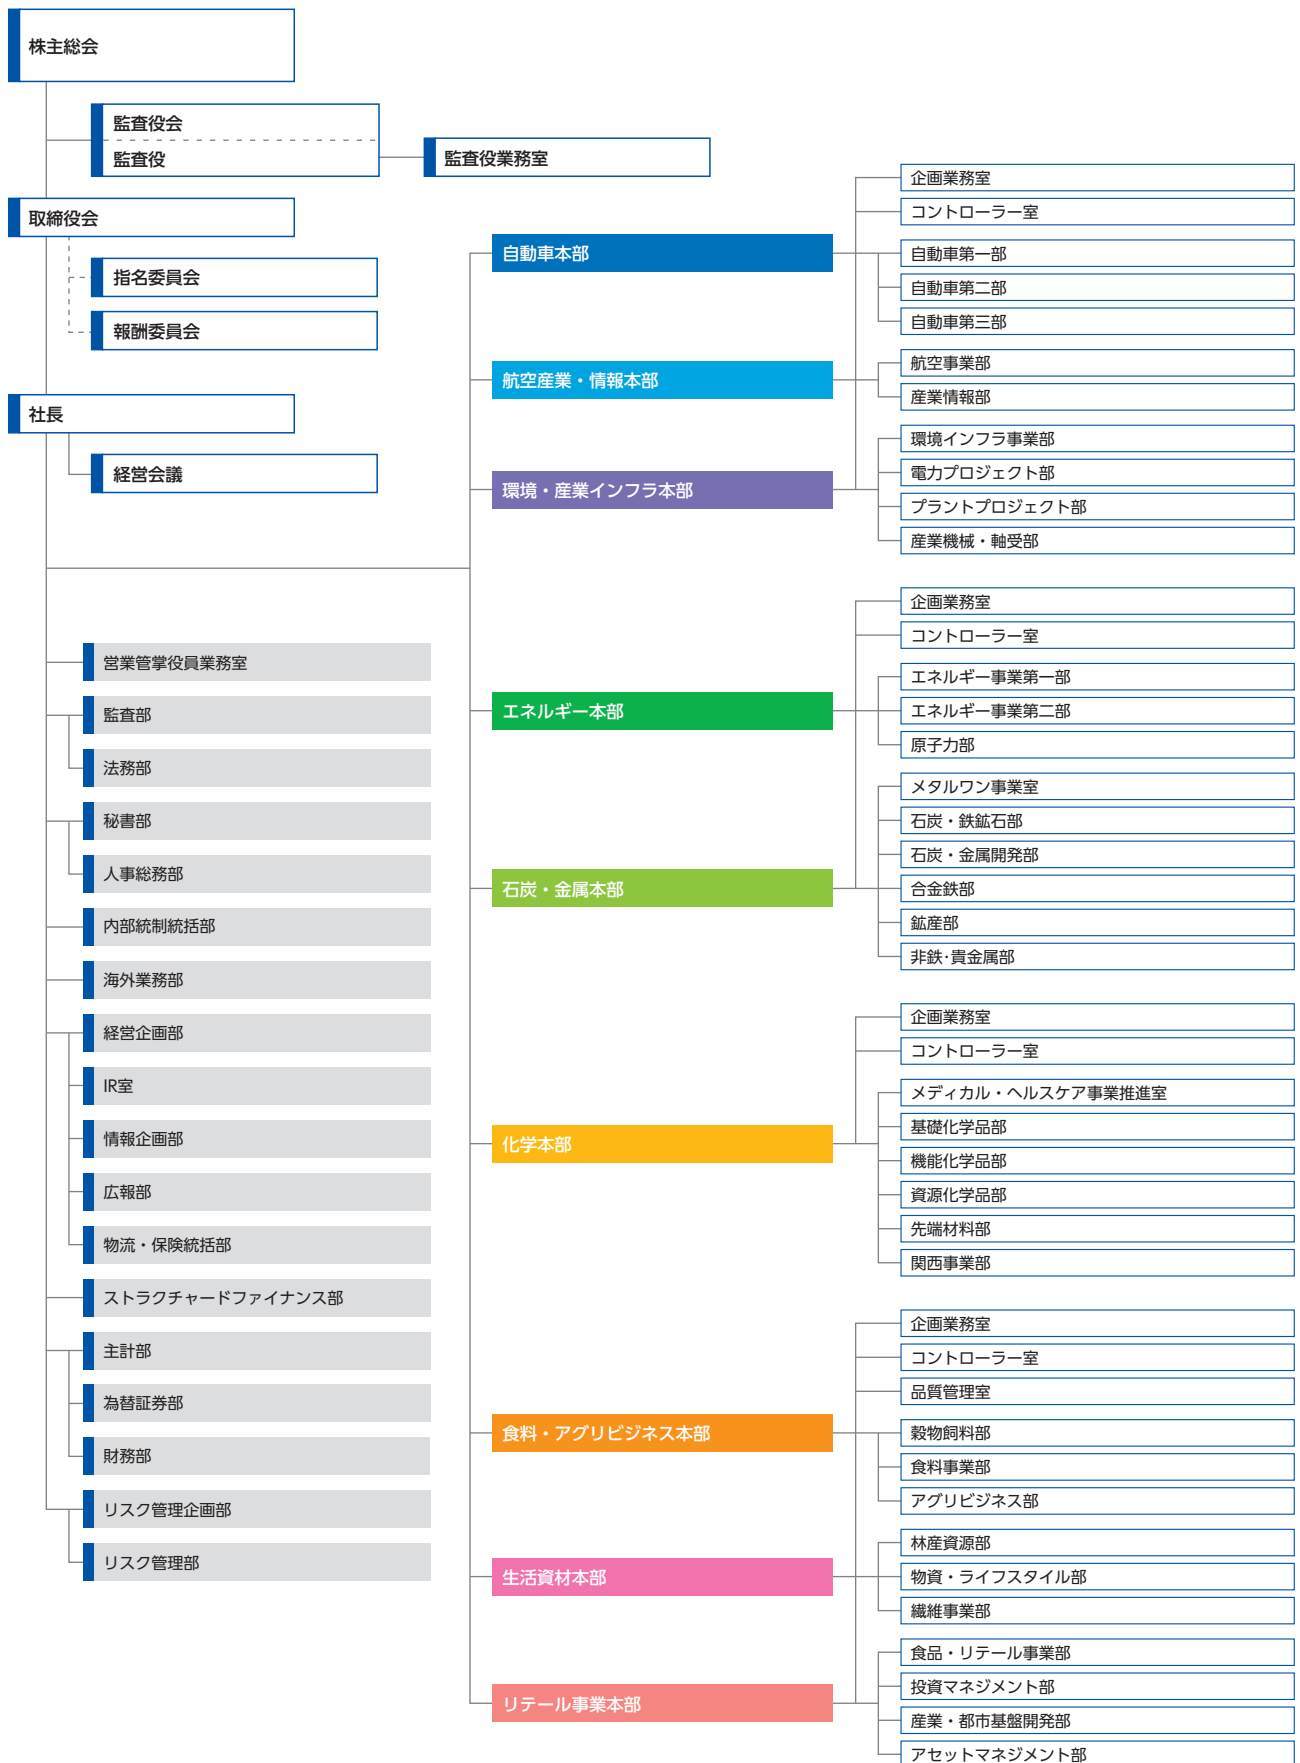 株主総会
監査役会
監査役
監査役業務室
取締役会
指名委員会
報酬委員会
社長
経営会議
営業管掌役員業務室
監査部
法務部
秘書部
人事総務部
内部統制統括部
海外業務部
経営企画部
IR室
情報企画部
広報部
物流・保険統括部
ストラクチャードファイナンス部
主計部
為替証券部
財務部
リスク管理企画部
リスク管理部
自動車本部
航空産業・情報本部
環境・産業インフラ本部
企画業務室
コントローラー室
自動車第一部
自動車第二部
自動車第三部
航空事業部
産業情報部
環境インフラ事業部
電力プロジェクト部
プラントプロジェクト部
産業機械・軸受部
エネルギー本部
石炭・金属本部
企画業務室
コントローラー室
エネルギー事業第一部
エネルギー事業第二部
原子力部
メタルワン事業室
石炭・鉄鉱石部
石炭・金属開発部
合金鉄部
鉱産部
非鉄・貴金属部
化学本部
企画業務室
コントローラー室
メディカル・ヘルスケア事業推進室
基礎化学品部
機能化学品部
資源化学品部
先端材料部
関西事業部
食料・アグリビジネス本部
生活資材本部
リテール事業本部
企画業務室
コントローラー室
品質管理室
穀物飼料部
食料事業部
アグリビジネス部
林産資源部
物資・ライフスタイル部
繊維事業部
食品・リテール事業部
投資マネジメント部
産業・都市基盤開発部
アセットマネジメント部